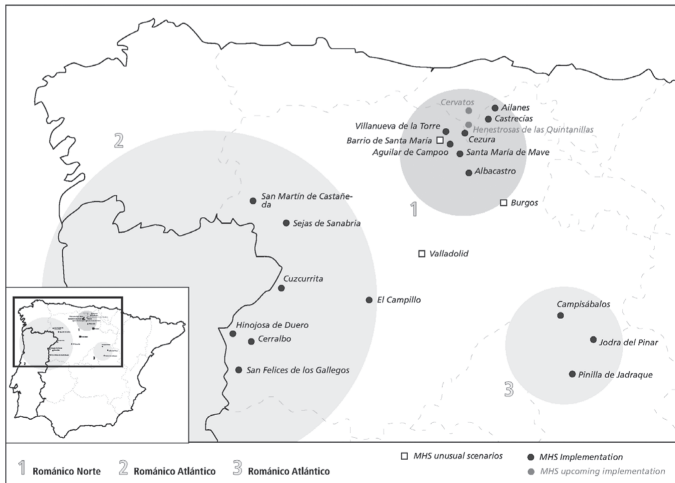 2
Cervatos
Ailanes
Castrecías
Villanueva de la Torre
Henestrosas de las Quintanillas
Barrio de Santa María
Cezura
Aguilar de Campoo
Santa María de Mave
Albacastro
San Martín de Castañe-
da
1
Burgos
Sejas de Sanabria
Valladolid
Cuzcurrita
El Campillo
Campisábalos
Hinojosa de Duero
Cerralbo
Jodra del Pinar
San Felices de los Gallegos
Pinilla de Jadraque
3
1 Románico Norte 2 Románico Atlántico 3 Románico Atlántico
MHS unusual scenarios
MHS Implementation
MHS upcoming implementation